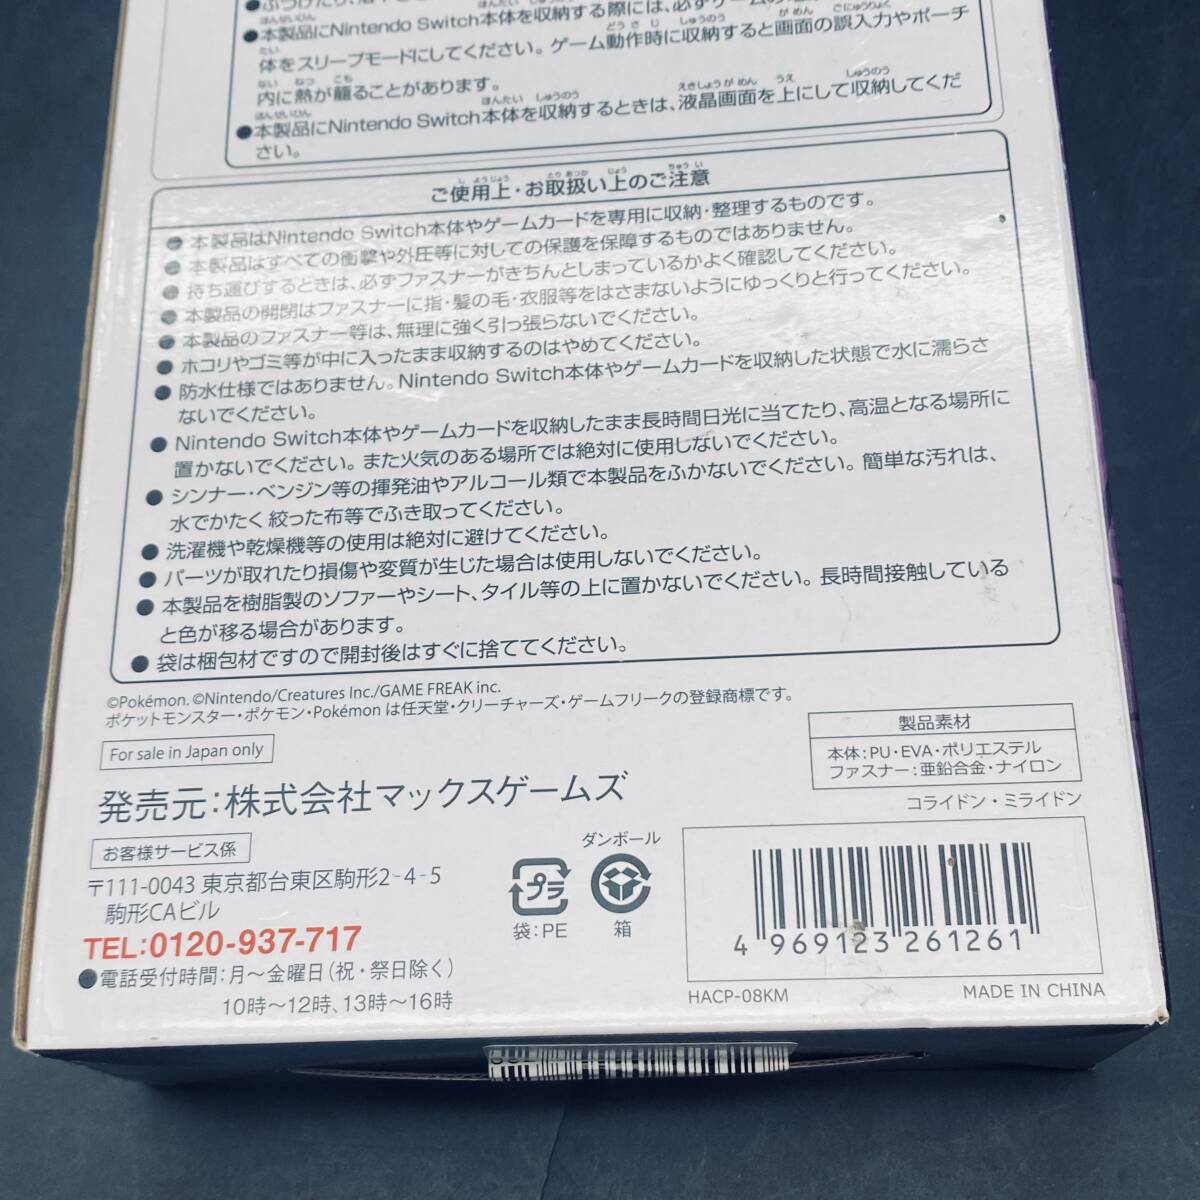 ●本製品にNintendo Switch本体を収納する際には、必ずゲーム
体をスリープモードにしてください。ゲーム動作時に収納すると画面の誤入力やポーチ
内に熱が籠ることがあります。
●本製品にNintendo Switch本体を収納するときは、液晶画面を上にして収納してくだ
さい。
ご使用上・お取扱い上のご注意
● 本製品はNintendo Switch本体やゲームカードを専用に収納・整理するものです。
● 本製品はすべての衝撃や外圧等に対しての保護を保障するものではありません。
● 持ち運びするときは、必ずファスナーがきちんとしまっているかよく確認してください。
● 本製品の開閉はファスナーに指・髪の毛・衣服等をはさまないようにゆっくりと行ってください。
● 本製品のファスナー等は、無理に強く引っ張らないでください。
● ホコリやゴミ等が中に入ったまま収納するのはやめてください。
● 防水仕様ではありません。Nintendo Switch本体やゲームカードを収納した状態で水に濡らさ
ないでください。
● Nintendo Switch本体やゲームカードを収納したまま長時間日光に当てたり、高温となる場所に
置かないでください。また火気のある場所では絶対に使用しないでください。
● シンナー・ベンジン等の揮発油やアルコール類で本製品をふかないでください。簡単な汚れは、
水でかたく絞った布等でふき取ってください。
● 洗濯機や乾燥機等の使用は絶対に避けてください。
● パーツが取れたり損傷や変質が生じた場合は使用しないでください。
● 本製品を樹脂製のソファーやシート、タイル等の上に置かないでください。長時間接触している
と色が移る場合があります。
● 袋は梱包材ですので開封後はすぐに捨ててください。
©Pokémon. ©Nintendo/Creatures Inc./GAME FREAK inc.
ポケットモンスター・ポケモン・Pokémon は任天堂・クリーチャーズ・ゲームフリークの登録商標です。
For sale in Japan only
製品素材
本体：PU・EVA・ポリエステル
ファスナー：亜鉛合金・ナイロン
発売元：株式会社マックスゲームズ
コライドン・ミライドン
お客様サービス係
〒111-0043 東京都台東区駒形2-4-5
駒形CAビル
TEL:0120-937-717
●電話受付時間：月～金曜日（祝・祭日除く）
10時～12時、13時～16時
プラ
袋：PE
ダンボール
箱
4 969123 261261
HACP-08KM
MADE IN CHINA